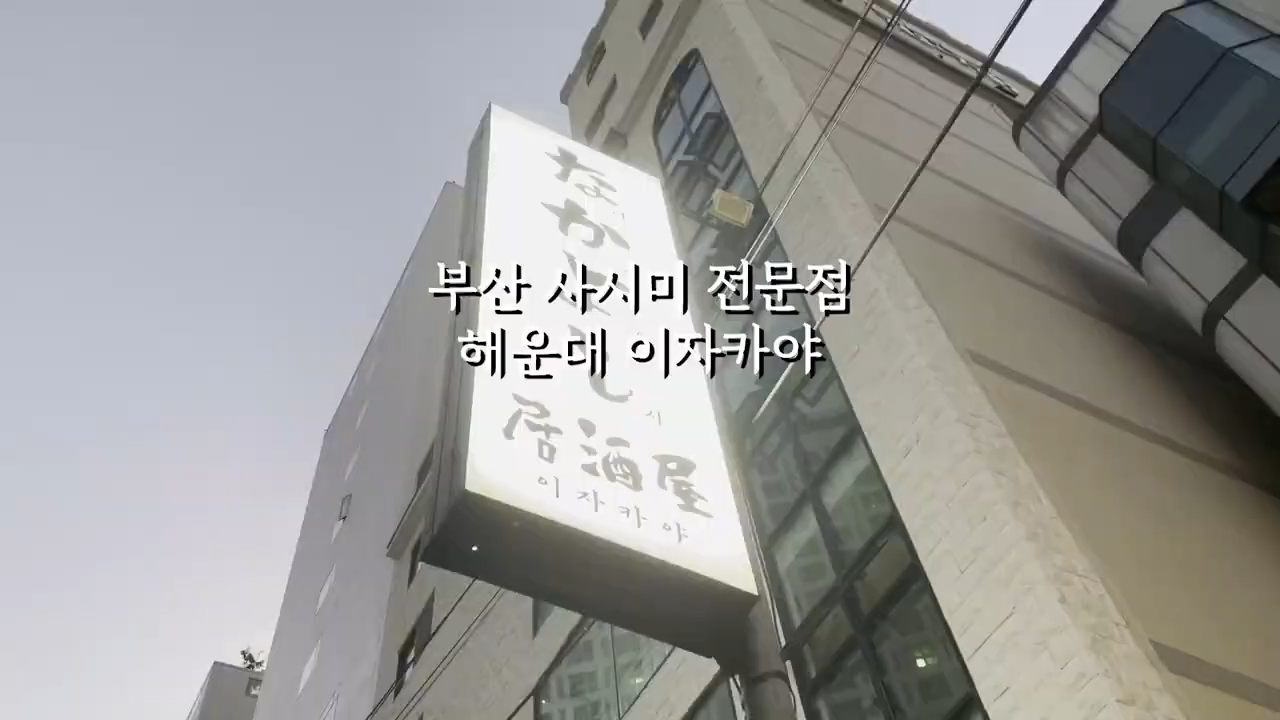 부산 사시미 전문점
해운대 이자카야
居酒屋
이자카야